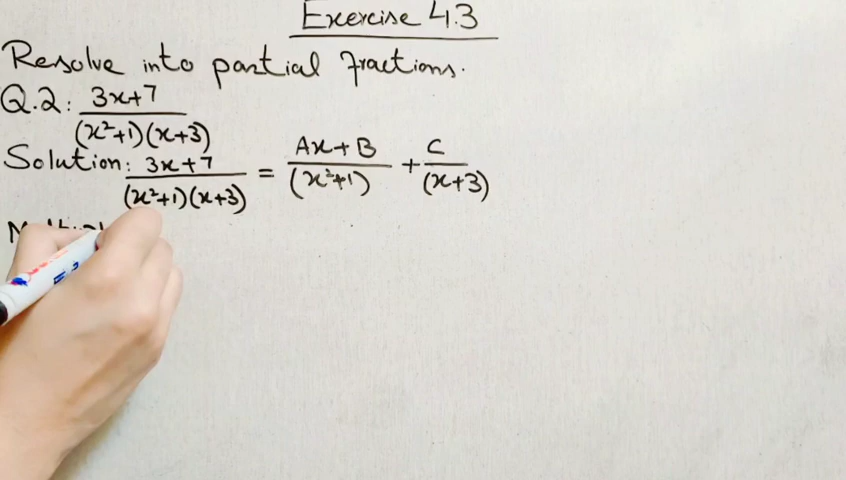 Exercise 4.3
Resolve into partial fractions.
Q.2: 3x+7
(x²+1)(x+3)
Solution: 3x+7 = Ax+B + C
(x²+1)(x+3) (x²+1) (x+3)